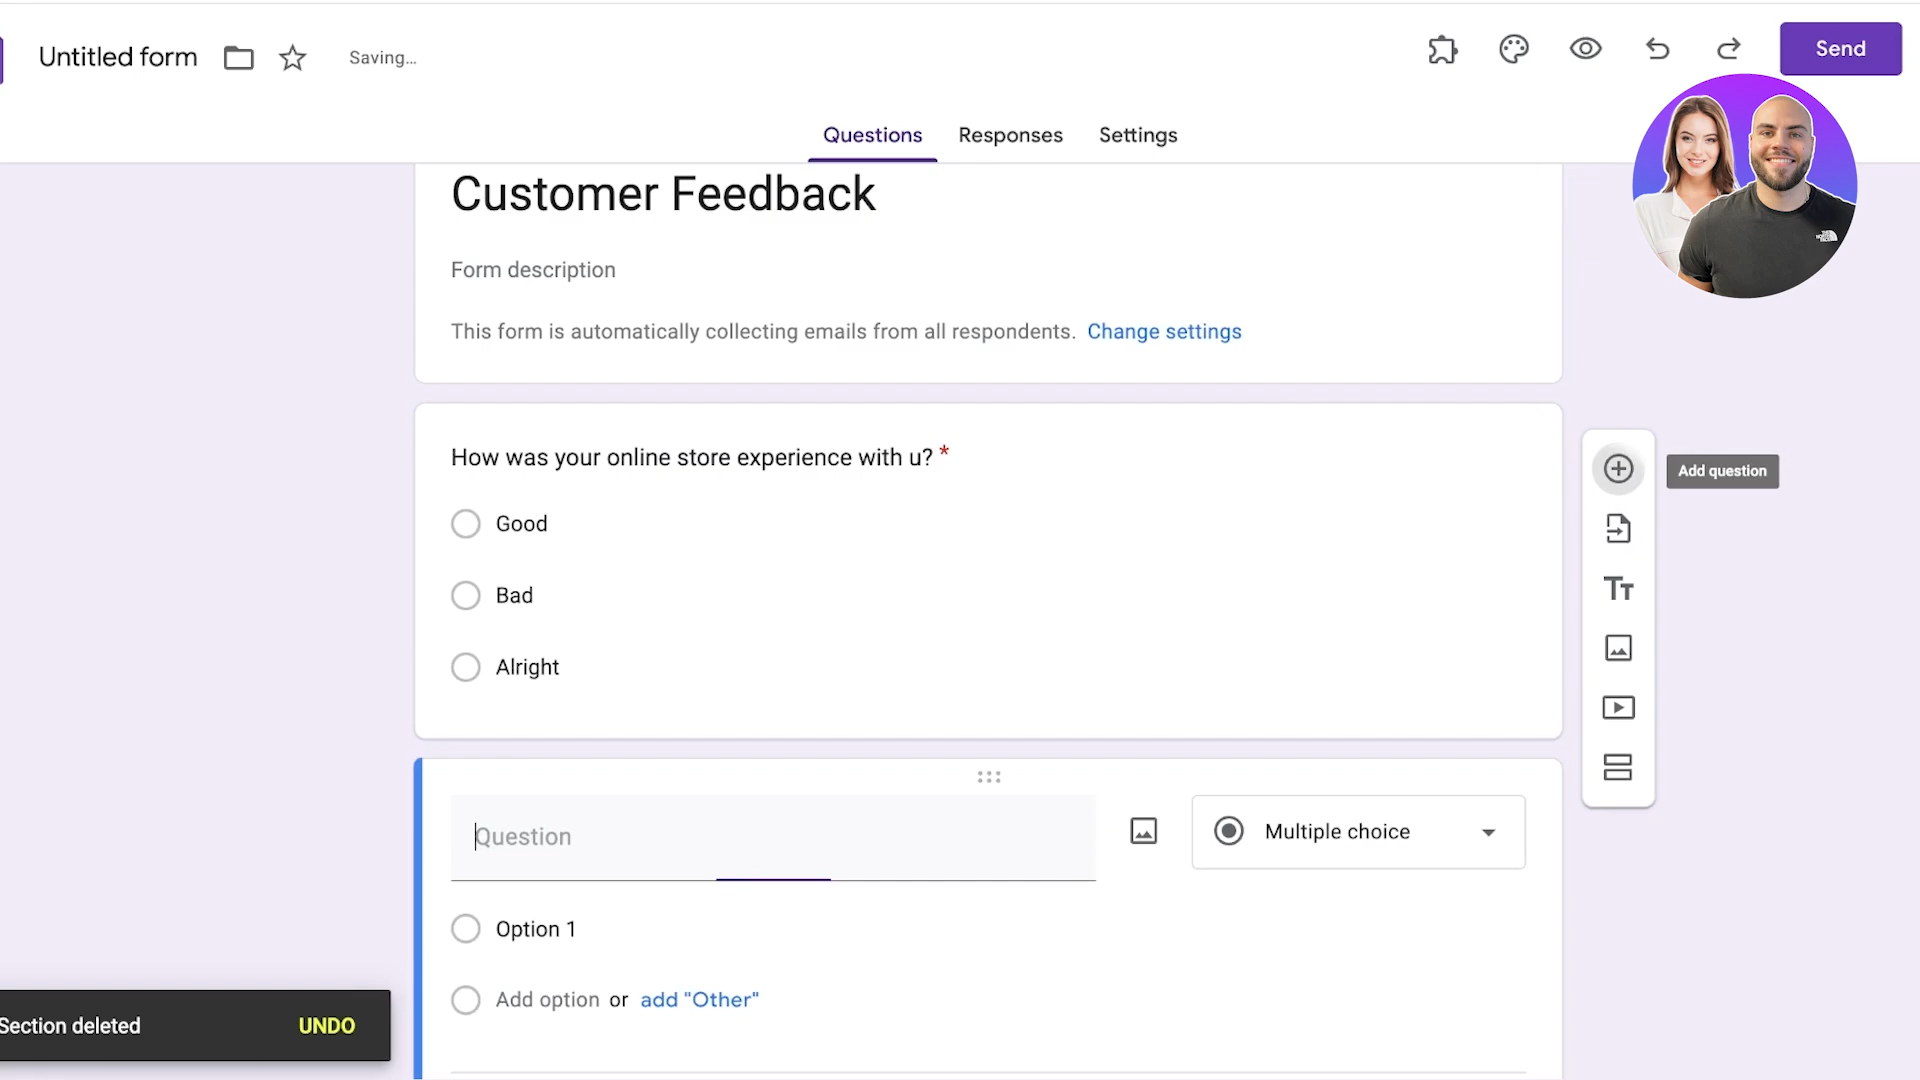 Untitled form
Saving...
Send
Questions
Responses
Settings
Customer Feedback
Form description
This form is automatically collecting emails from all respondents. Change settings
How was your online store experience with u? *
Add question
Good
Bad
Alright
Question
Multiple choice
Option 1
Add option or add "Other"
Section deleted
UNDO